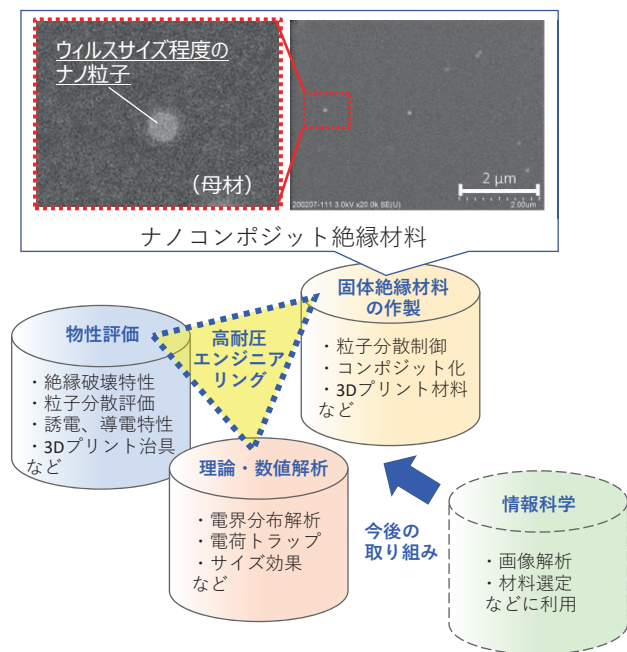 ウィルスサイズ程度の
ナノ粒子
(母材)
2 μm
200207-111 3.0kV x20.0k SE(U)
2.00um
ナノコンポジット絶縁材料
固体絶縁材料
の作製
・粒子分散制御
・コンポジット化
・3Dプリント材料
など
物性評価
・絶縁破壊特性
・粒子分散評価
・誘電、導電特性
・3Dプリント治具
など
高耐圧
エンジニア
リング
理論・数値解析
・電界分布解析
・電荷トラップ
・サイズ効果
など
今後の
取り組み
情報科学
・画像解析
・材料選定
などに利用